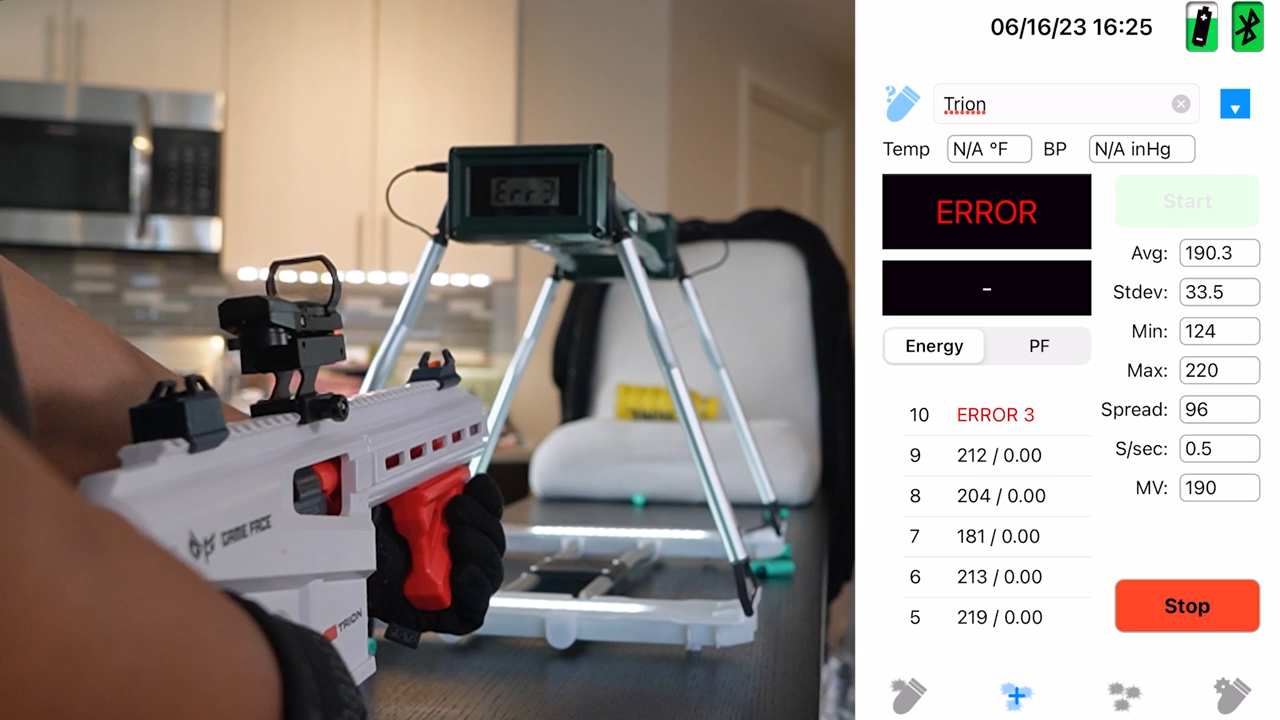 Err 3
GAME FACE
TRION
06/16/23 16:25
Trion
Temp N/A °F BP N/A inHg
ERROR
Start
-
Avg: 190.3
Stdev: 33.5
Min: 124
Energy PF
Max: 220
10 ERROR 3
Spread: 96
9 212 / 0.00
S/sec: 0.5
8 204 / 0.00
MV: 190
7 181 / 0.00
6 213 / 0.00
5 219 / 0.00
Stop